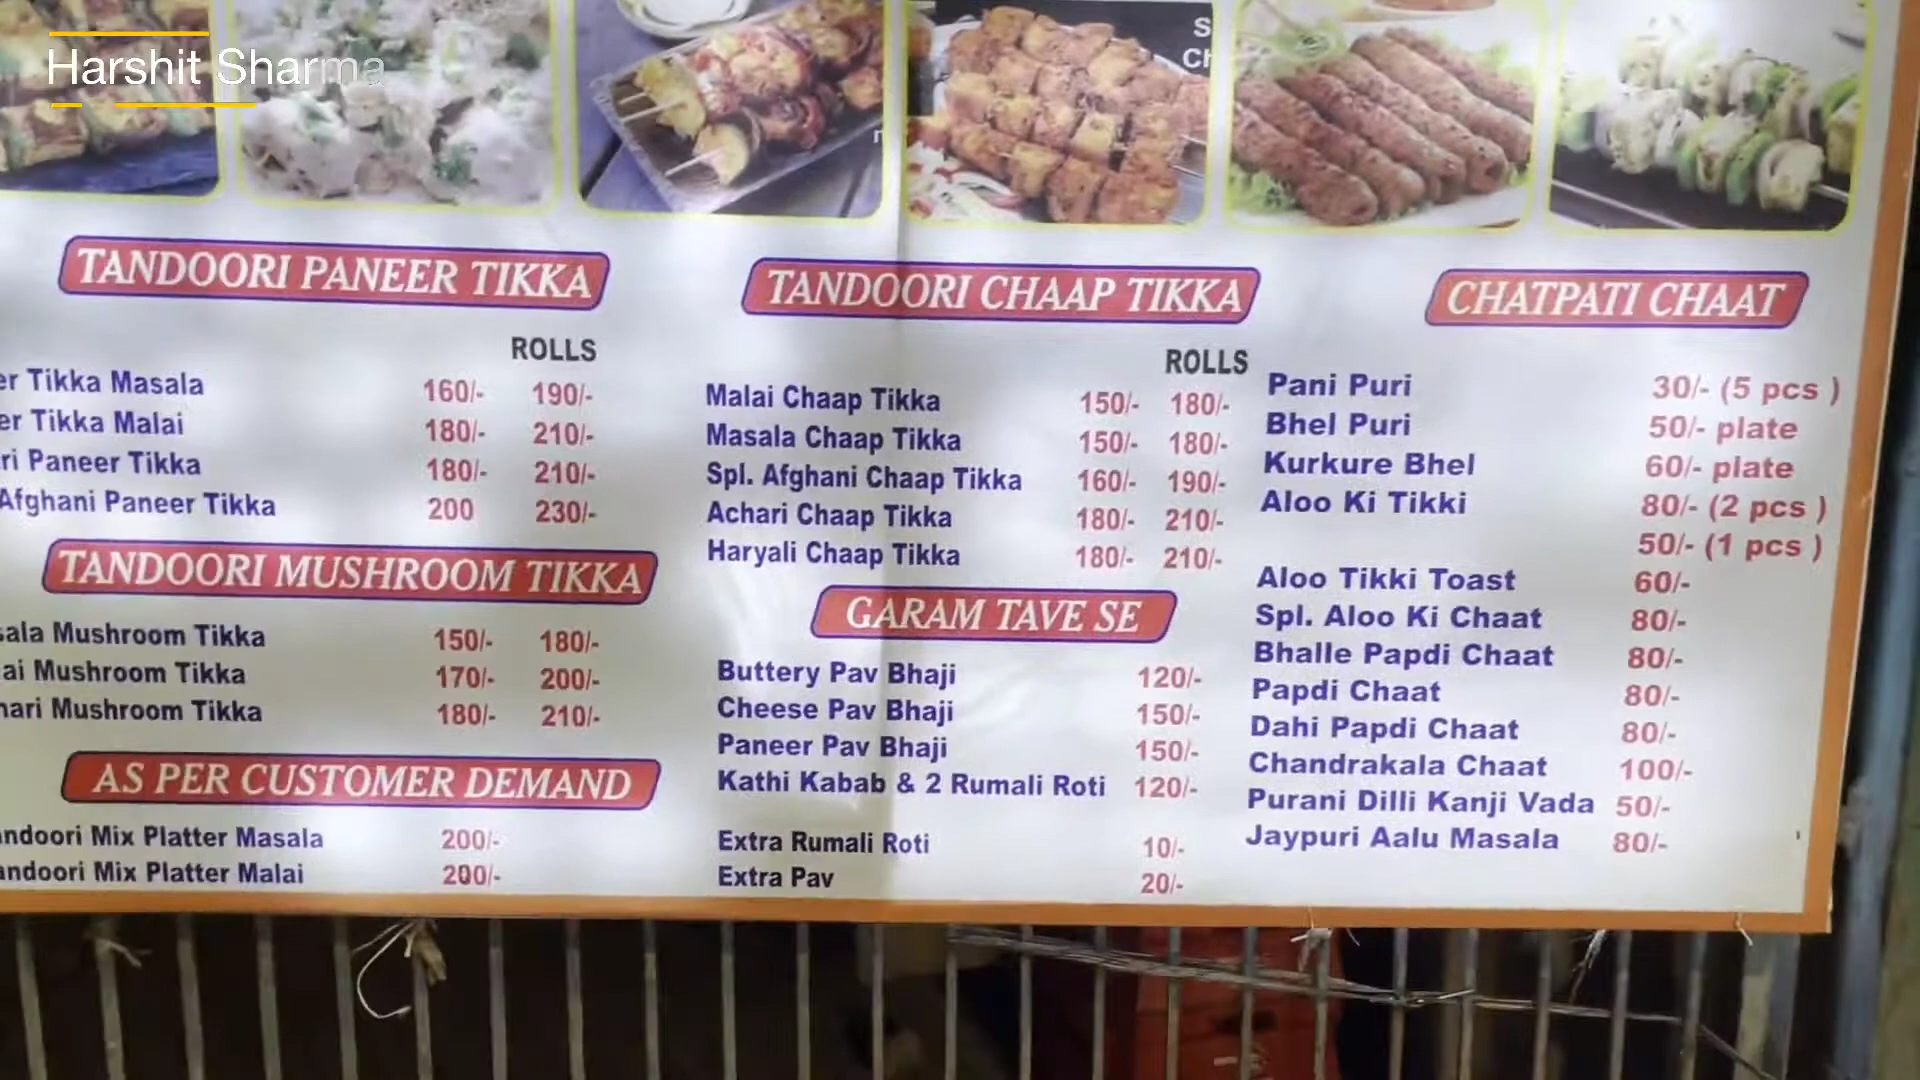 Harshit Sharma
TANDOORI PANEER TIKKA
ROLLS
Tikka Masala 160/- 190/-
Tikka Malai 180/- 210/-
Paneer Tikka 180/- 210/-
Afghani Paneer Tikka 200 230/-
TANDOORI MUSHROOM TIKKA
Mushroom Tikka 150/- 180/-
Mushroom Tikka 170/- 200/-
Mushroom Tikka 180/- 210/-
AS PER CUSTOMER DEMAND
Mix Platter Masala 200/-
Mix Platter Malai 200/-
TANDOORI CHAAP TIKKA
ROLLS
Malai Chaap Tikka 150/- 180/-
Masala Chaap Tikka 150/- 180/-
Spl. Afghani Chaap Tikka 160/- 190/-
Achari Chaap Tikka 180/- 210/-
Haryali Chaap Tikka 180/- 210/-
GARAM TAVE SE
Buttery Pav Bhaji 120/-
Cheese Pav Bhaji 150/-
Paneer Pav Bhaji 150/-
Kathi Kabab & 2 Rumali Roti 120/-
Extra Rumali Roti 10/-
Extra Pav 20/-
CHATPATI CHAAT
Pani Puri 30/- (5 pcs )
Bhel Puri 50/- plate
Kurkure Bhel 60/- plate
Aloo Ki Tikki 80/- (2 pcs )
50/- (1 pcs )
Aloo Tikki Toast 60/-
Spl. Aloo Ki Chaat 80/-
Bhalle Papdi Chaat 80/-
Papdi Chaat 80/-
Dahi Papdi Chaat 80/-
Chandrakala Chaat 100/-
Purani Dilli Kanji Vada 50/-
Jaypuri Aalu Masala 80/-